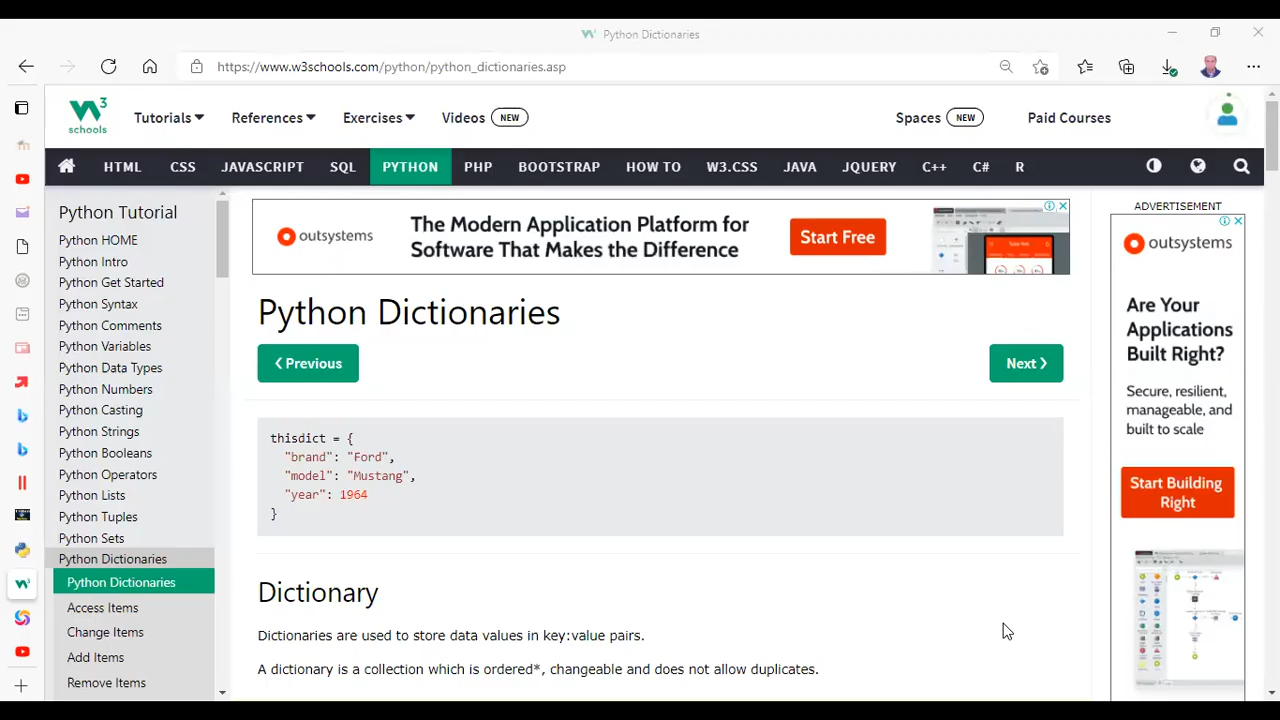 Python Dictionaries
https://www.w3schools.com/python/python_dictionaries.asp
W3 schools
Tutorials
References
Exercises
Videos NEW
Spaces NEW
Paid Courses
HTML
CSS
JAVASCRIPT
SQL
PYTHON
PHP
BOOTSTRAP
HOW TO
W3.CSS
JAVA
JQUERY
C++
C#
R
Python Tutorial
Python HOME
Python Intro
Python Get Started
Python Syntax
Python Comments
Python Variables
Python Data Types
Python Numbers
Python Casting
Python Strings
Python Booleans
Python Operators
Python Lists
Python Tuples
Python Sets
Python Dictionaries
Python Dictionaries
Access Items
Change Items
Add Items
Remove Items
outsystems
The Modern Application Platform for
Software That Makes the Difference
Start Free
Python Dictionaries
❮ Previous
Next ❯
thisdict = {
"brand": "Ford",
"model": "Mustang",
"year": 1964
}
Dictionary
Dictionaries are used to store data values in key:value pairs.
A dictionary is a collection which is ordered*, changeable and does not allow duplicates.
ADVERTISEMENT
outsystems
Are Your
Applications
Built Right?
Secure, resilient,
manageable, and
built to scale
Start Building
Right